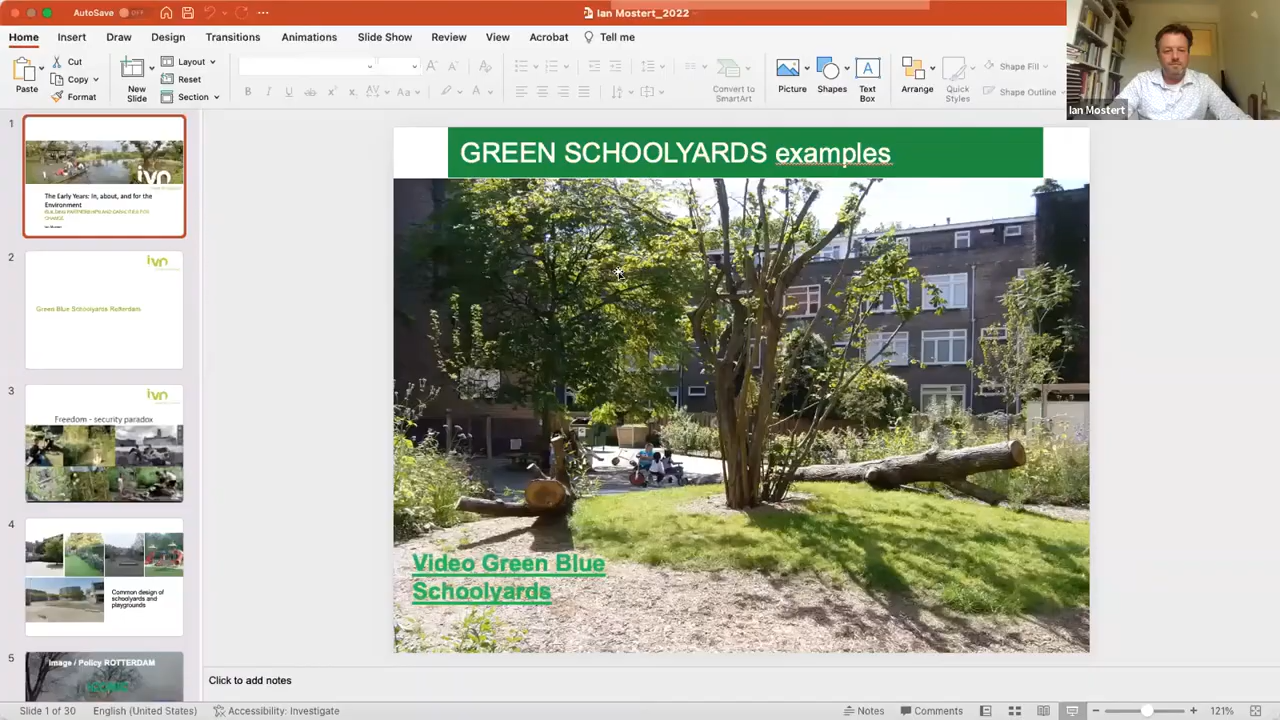 AutoSave OFF
Ian Mostert_2022
Home Insert Draw Design Transitions Animations Slide Show Review View Acrobat Tell me
Paste
Cut
Copy
Format
New Slide
Layout
Reset
Section
Convert to SmartArt
Picture
Shapes
Text Box
Arrange
Quick Styles
Shape Fill
Shape Outline
Ian Mostert
1
ivn
The Early Years: In, about, and for the
Environment
2
ivn
Green Blue Schoolyards Rotterdam
3
ivn
Freedom - security paradox
4
Common design of
schoolyards and
playgrounds
5
Image / Policy ROTTERDAM
GREEN SCHOOLYARDS examples
Video Green Blue
Schoolyards
Click to add notes
Slide 1 of 30 English (United States) Accessibility: Investigate Notes Comments 121%